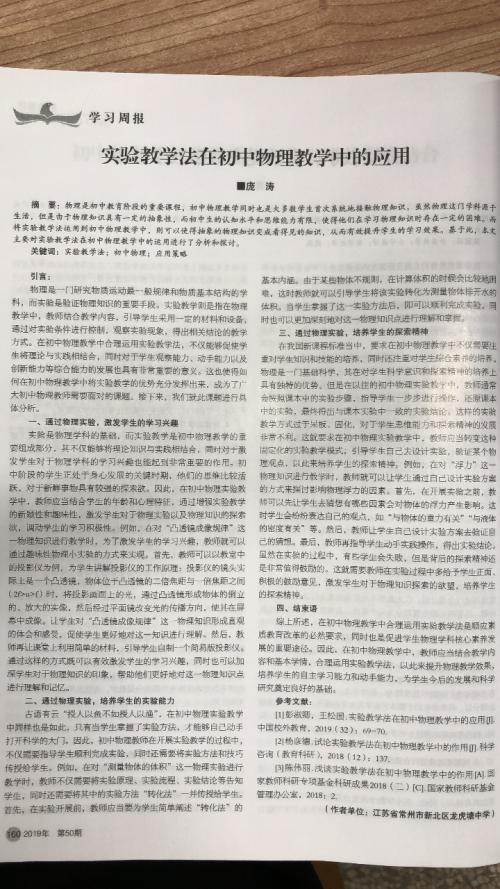 学习周报
实验教学法在初中物理教学中的应用
■庞 涛
摘 要：物理是初中教育阶段的重要课程，初中物理教学同时也是大多数学生首次系统地接触物理知识，虽然物理这门学科源于
生活，但是由于物理知识具有一定的抽象性，而初中生的认知水平和思维能力有限，使得他们在学习物理知识时存在一定的困难。而
将实验教学法运用到初中物理教学中，则可以使得抽象的物理知识变成看得见的知识，从而有效提升学生的学习效果。基于此，本文
主要对实验教学法在初中物理教学中的运用进行了分析和探讨。
关键词：实验教学法；初中物理；应用策略
引言：
物理是一门研究物质运动最一般规律和物质基本结构的学
科，而实验是验证物理知识的重要手段。实验教学则是指在物理
教学中，教师结合教学内容，引导学生采用一定的材料和设备，
通过对实验条件进行控制，观察实验现象，得出相关结论的教学
方式。在初中物理教学中合理运用实验教学法，不仅能够促使学
生将理论与实践相结合，同时对于学生观察能力、动手能力以及
创新能力等综合能力的发展也具有非常重要的意义。这也使得如
何在初中物理教学中将实验教学的优势充分发挥出来，成为了广
大初中物理教师需要面对的课题。接下来，我们就此课题进行具
体分析。
一、通过物理实验，激发学生的学习兴趣
实验是物理学科的基础，而实验教学是初中物理教学的重
要组成部分，其不仅能够将理论知识与实践相结合，同时对于激
发学生对于物理学科的学习兴趣也能起到非常重要的作用。初
中阶段的学生正处于身心发展的关键时期，他们的思维比较活
跃，对于新鲜事物具有较强的探索欲。因此，在初中物理实验教
学中，教师应当结合学生的年龄和心理特征，通过增强实验教学
的新颖性和趣味性，激发学生对于物理实验以及物理知识的探索
欲，调动学生的学习积极性。例如，在对“凸透镜成像规律”这
一物理知识进行教学时，为了激发学生的学习兴趣，教师就可以
通过趣味性物理小实验的方式来实现。首先，教师可以以教室中
的投影仪为例，为学生讲解投影仪的工作原理：投影仪的镜头实
际上是一个凸透镜，物体位于凸透镜的二倍焦距与一倍焦距之间
（2f>u>f）时，将投影画面上的光，通过凸透镜形成物体的倒立
的、放大的实像，然后经过平面镜改变光的传播方向，使其在屏
幕中成像。让学生对“凸透镜成像规律”这一物理知识形成直观
的体会和感受，促使学生更好地对这一知识进行理解。然后，教
师再让课堂上利用简单的材料，引导学生自制一个简易版投影仪。
通过这样的方式既可以有效激发学生的学习兴趣，同时也可以加
深学生对于物理知识的印象，帮助他们更好地对这一物理知识点
进行理解和记忆。
二、通过物理实验，培养学生的实验能力
古语有云“授人以鱼不如授人以渔”，在初中物理实验教学
中同样也是如此，只有当学生掌握了实验方法，才能够自己动手
打开科学的大门。因此，初中物理教师在开展实验教学的过程中，
不仅需要指导学生顺利完成实验，同时还需要将实验方法和技巧
传授给学生。例如，在对“测量物体的体积”这一物理实验进行
教学时，教师不仅需要将实验原理、实验流程、实验结论等告知
学生，同时还需要将其中的实验方法“转化法”一并传授给学生。
首先，在实验开展前，教师应当要为学生简单阐述“转化法”的
基本内涵。由于某些物体不规则，在计算体积的时候会比较地困
难，这时教师就可以引导学生将该实验转化为测量物体排开水的
体积。当学生掌握了这一实验方法后，即可以顺利完成实验，同
时也可以更加深刻地对这一物理知识点进行理解和掌握。
三、通过物理实验，培养学生的探索精神
在我国新课程标准当中，要求在初中物理教学中不仅需要注
重对学生知识和技能的培养，同时还注重对学生综合素养的培养。
物理是一门基础科学，其在对学生科学意识和探索精神的培养上
具有独特的优势。但是在以往的初中物理实验教学中，教师通常
会按照课本中的实验步骤，指导学生一步步进行操作，还原课本
中的实验，最终得出与课本实验中一致的实验结论。这样的实验
教学方式过于呆板、固化，对于学生思维能力和探索精神的发展
非常不利。这就要求在初中物理实验教学中，教师应当转变这种
固定化的实验教学模式，引导学生自己去设计实验，验证某个物
理观点，以此来培养学生的探索精神。例如，在对“浮力”这一
物理知识进行教学时，教师就可以让学生通过自己设计实验方案
的方式来探讨影响物理浮力的因素。首先，在开展实验之前，教
师可以先让学生去猜想有哪些因素会对物体的浮力产生影响。这
时学生会纷纷表达自己的观点，如“与物体的重力有关”“与液体
的密度有关”等。然后，教师让学生自己设计实验方案去验证自
己的猜想。最后，教师再指导学生动手实践操作，得出实验结论。
虽然在实验的过程中，有些学生会失败，但是背后的探索精神还
是非常值得鼓励的。这就需要教师在实验过程中多给予学生正面、
积极的鼓励意见，激发学生对于物理知识探索的欲望，培养学生
的探索精神。
四、结束语
综上所述，在初中物理教学中合理运用实验教学法是顺应素
质教育改革的必然要求，同时也是促进学生物理学科核心素养发
展的重要途径。因此，在初中物理教学中，教师应当结合教学内
容和基本学情，合理运用实验教学法，以此来提升物理教学效果，
培养学生的自主学习能力和动手能力，为学生今后的发展和科学
研究奠定良好的基础。
参考文献：
[1]彭淑卿，王松国.实验教学法在初中物理教学中的应用[J].
中国校外教育，2019（32）：69-70.
[2]杨彦德.试论实验教学法在初中物理教学中的作用[J].科学
咨询（教育科研），2018（12）：137.
[3]陈伟丽.浅谈实验教学法在初中物理教学中的作用[A].国
家教师科研专项基金科研成果2018（二）[C].国家教师科研基金
管理办公室，2018：2.
（作者单位：江苏省常州市新北区龙虎塘中学）
160 2019年 第50期